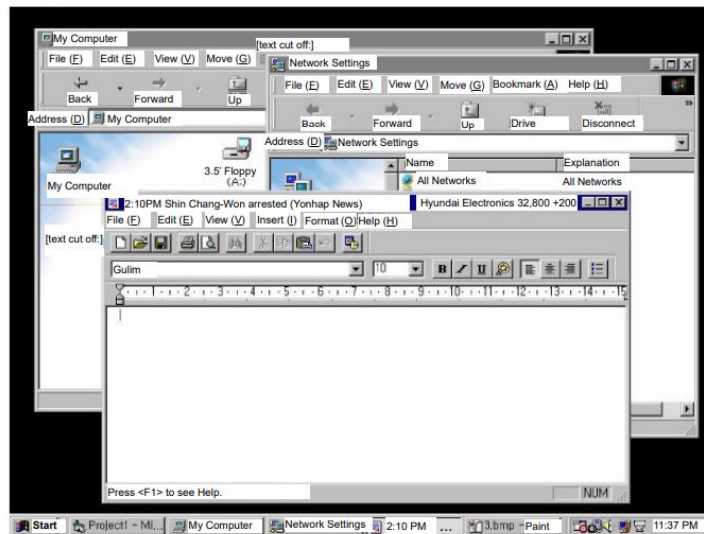 My Computer
File (F) Edit (E) View (V) Move (G)
[text cut off:]
Back Forward Up
Address (D) My Computer
3.5' Floppy
(A:)
My Computer
[text cut off:]
Network Settings
File (F) Edit (E) View (V) Move (G) Bookmark (A) Help (H)
Back Forward Up Drive Disconnect
»
Address (D) Network Settings
Name Explanation
All Networks All Networks
2:10PM Shin Chang-Won arrested (Yonhap News) Hyundai Electronics 32,800 +200
File (F) Edit (E) View (V) Insert (I) Format (O) Help (H)
Gulim 10 B I U
1 2 3 4 5 6 7 8 9 10 11 12 13 14 15
Press <F1> to see Help. NUM
Start Project1 - Mi... My Computer Network Settings 2:10 PM ... 3.bmp - Paint 11:37 PM